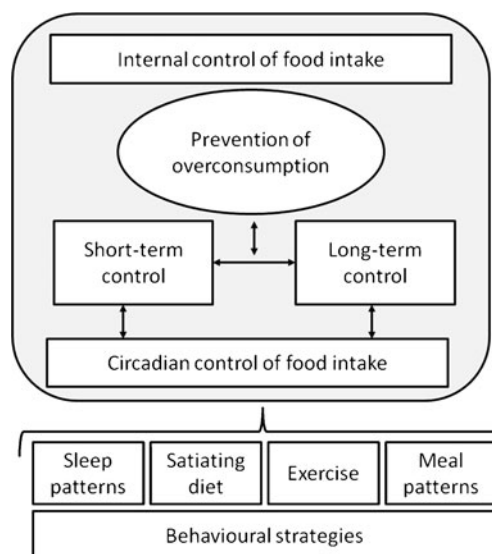 Internal control of food intake
Prevention of
overconsumption
Short-term
control
Long-term
control
Circadian control of food intake
Sleep
patterns
Satiating
diet
Exercise
Meal
patterns
Behavioural strategies